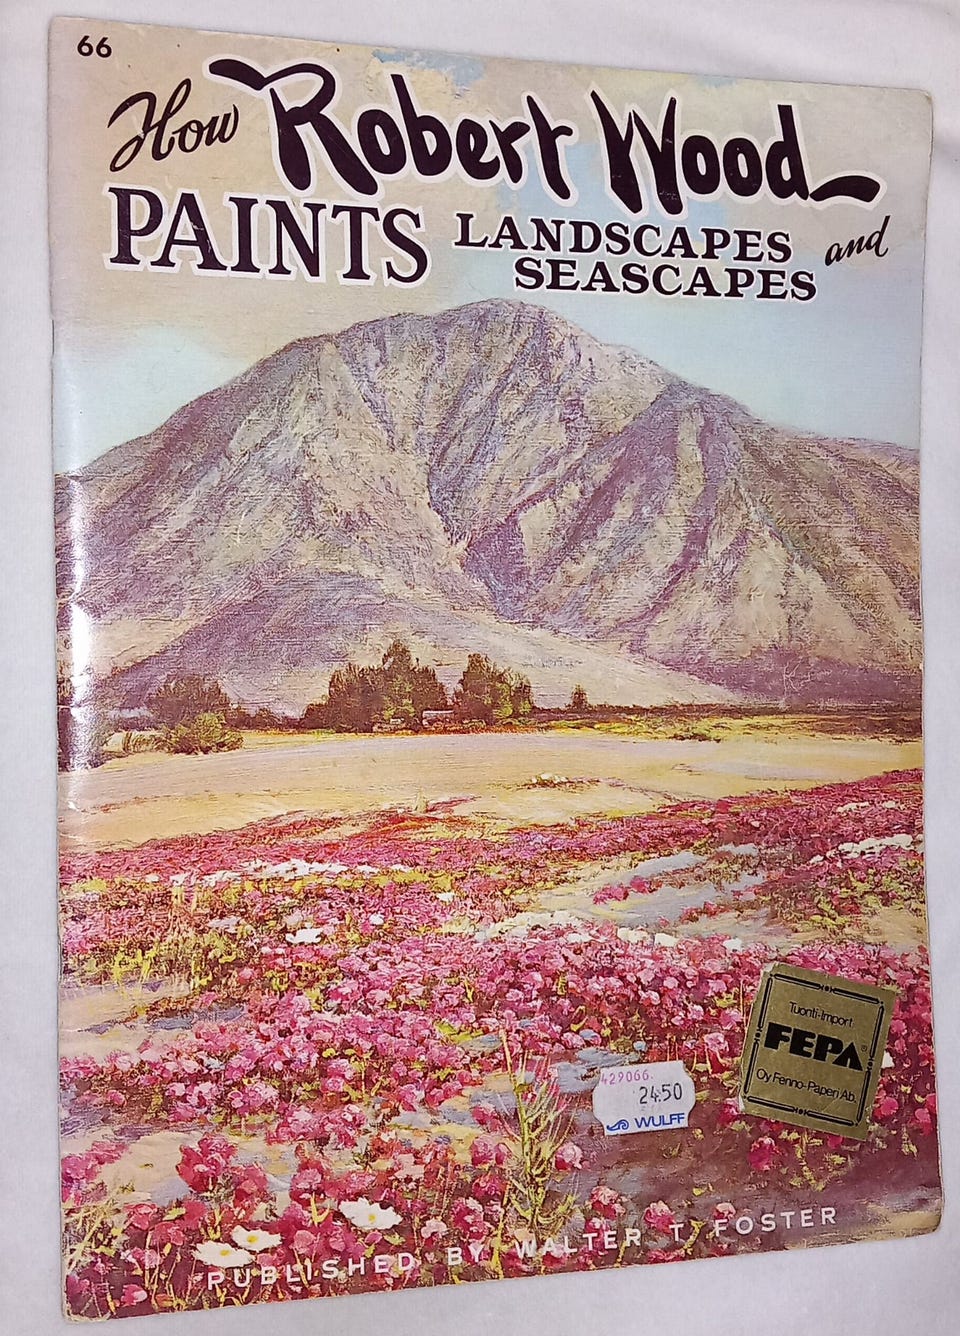 66
How Robert Wood
PAINTS LANDSCAPES and
SEASCAPES
Tuonti-Import
FEPA®
Oy Fenno-Paperi Ab.
429066.
24.50
WULFF
PUBLISHED BY WALTER T. FOSTER